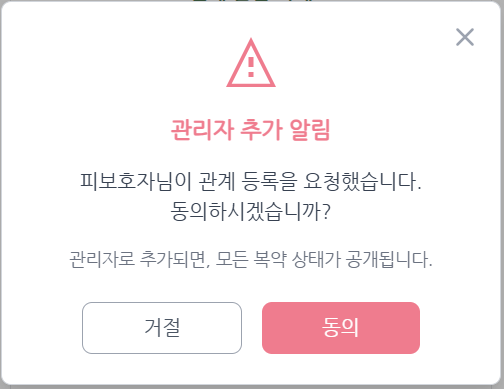 관리자 추가 알림
피보호자님이 관계 등록을 요청했습니다.
동의하시겠습니까?
관리자로 추가되면, 모든 복약 상태가 공개됩니다.
거절
동의